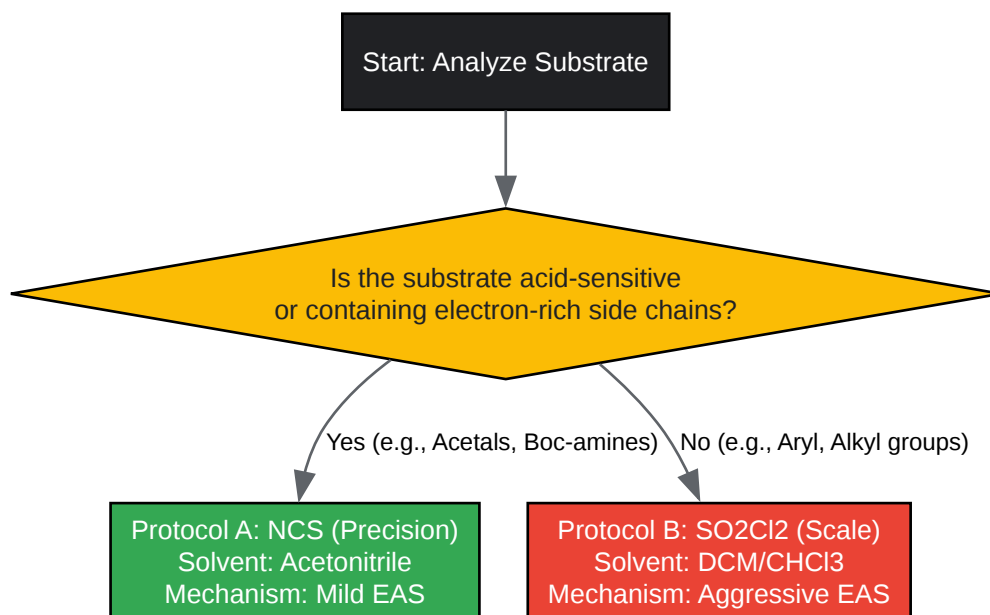 Start: Analyze Substrate
Is the substrate acid-sensitive
or containing electron-rich side chains?
Yes (e.g., Acetals, Boc-amines)
No (e.g., Aryl, Alkyl groups)
Protocol A: NCS (Precision)
Solvent: Acetonitrile
Mechanism: Mild EAS
Protocol B: SO2Cl2 (Scale)
Solvent: DCM/CHCl3
Mechanism: Aggressive EAS